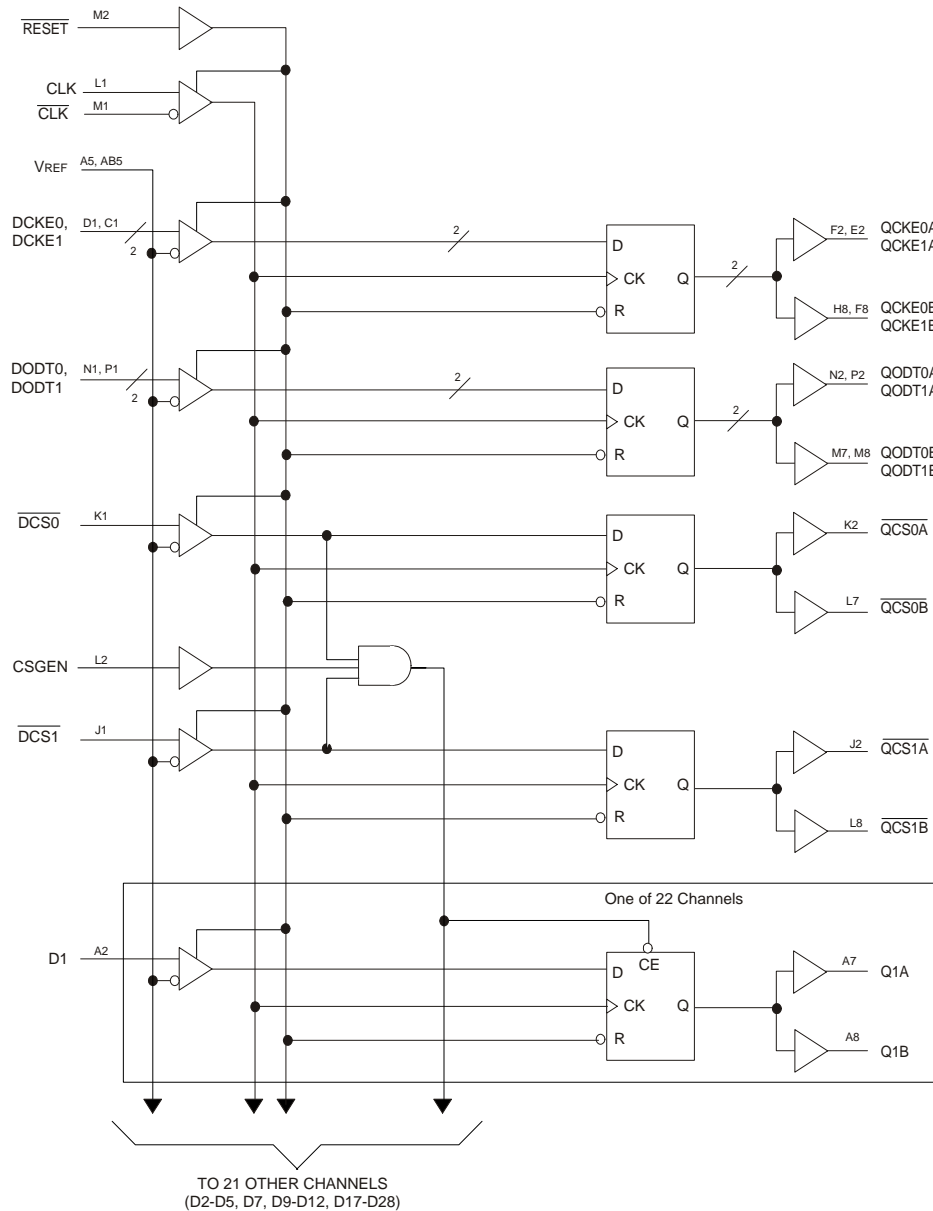 RESET M2
CLK L1
CLK M1
VREF A5, AB5
DCKE0, D1, C1
DCKE1 2
2
D
CK Q
R
2
F2, E2 QCKE0A
QCKE1A
H8, F8 QCKE0B
QCKE1B
DODT0, N1, P1
DODT1 2
2
D
CK Q
R
2
N2, P2 QODT0A
QODT1A
M7, M8 QODT0B
QODT1B
DCS0 K1
D
CK Q
R
K2 QCS0A
L7 QCS0B
CSGEN L2
DCS1 J1
D
CK Q
R
J2 QCS1A
L8 QCS1B
One of 22 Channels
D1 A2
CE
D
CK Q
R
A7 Q1A
A8 Q1B
TO 21 OTHER CHANNELS
(D2-D5, D7, D9-D12, D17-D28)